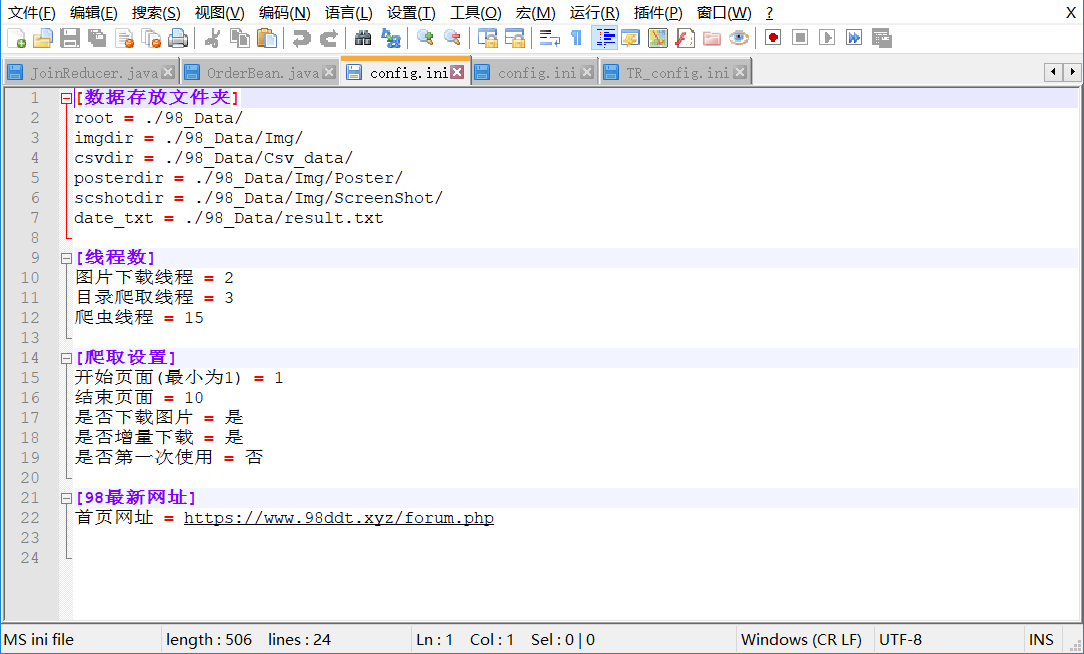 文件(F) 编辑(E) 搜索(S) 视图(V) 编码(N) 语言(L) 设置(T) 工具(O) 宏(M) 运行(R) 插件(P) 窗口(W) ? X
JoinReducer.java OrderBean.java config.ini config.ini TR_config.ini
1 [数据存放文件夹]
2 root = ./98_Data/
3 imgdir = ./98_Data/Img/
4 csvdir = ./98_Data/Csv_data/
5 posterdir = ./98_Data/Img/Poster/
6 scshotdir = ./98_Data/Img/ScreenShot/
7 date_txt = ./98_Data/result.txt
8
9 [线程数]
10 图片下载线程 = 2
11 目录爬取线程 = 3
12 爬虫线程 = 15
13
14 [爬取设置]
15 开始页面(最小为1) = 1
16 结束页面 = 10
17 是否下载图片 = 是
18 是否增量下载 = 是
19 是否第一次使用 = 否
20
21 [98最新网址]
22 首页网址 = https://www.98ddt.xyz/forum.php
23
24
MS ini file length : 506 lines : 24 Ln : 1 Col : 1 Sel : 0 | 0 Windows (CR LF) UTF-8 INS